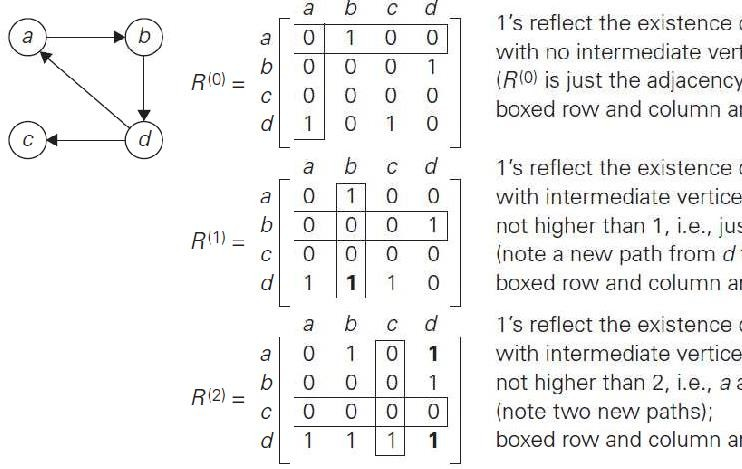 a b
c d
a b c d
a 0 1 0 0
b 0 0 0 1
R(0) =
c 0 0 0 0
d 1 0 1 0
1's reflect the existence
with no intermediate
(R(0) is just the adjacency
boxed row and column
a b c d
a 0 1 0 0
b 0 0 0 1
R(1) =
c 0 0 0 0
d 1 1 1 0
1's reflect the existence
with intermediate
not higher than 1, i.e.,
(note a new path from d
boxed row and column
a b c d
a 0 1 0 1
b 0 0 0 1
R(2) =
c 0 0 0 0
d 1 1 1 1
1's reflect the existence
with intermediate
not higher than 2, i.e., a
(note two new paths);
boxed row and column